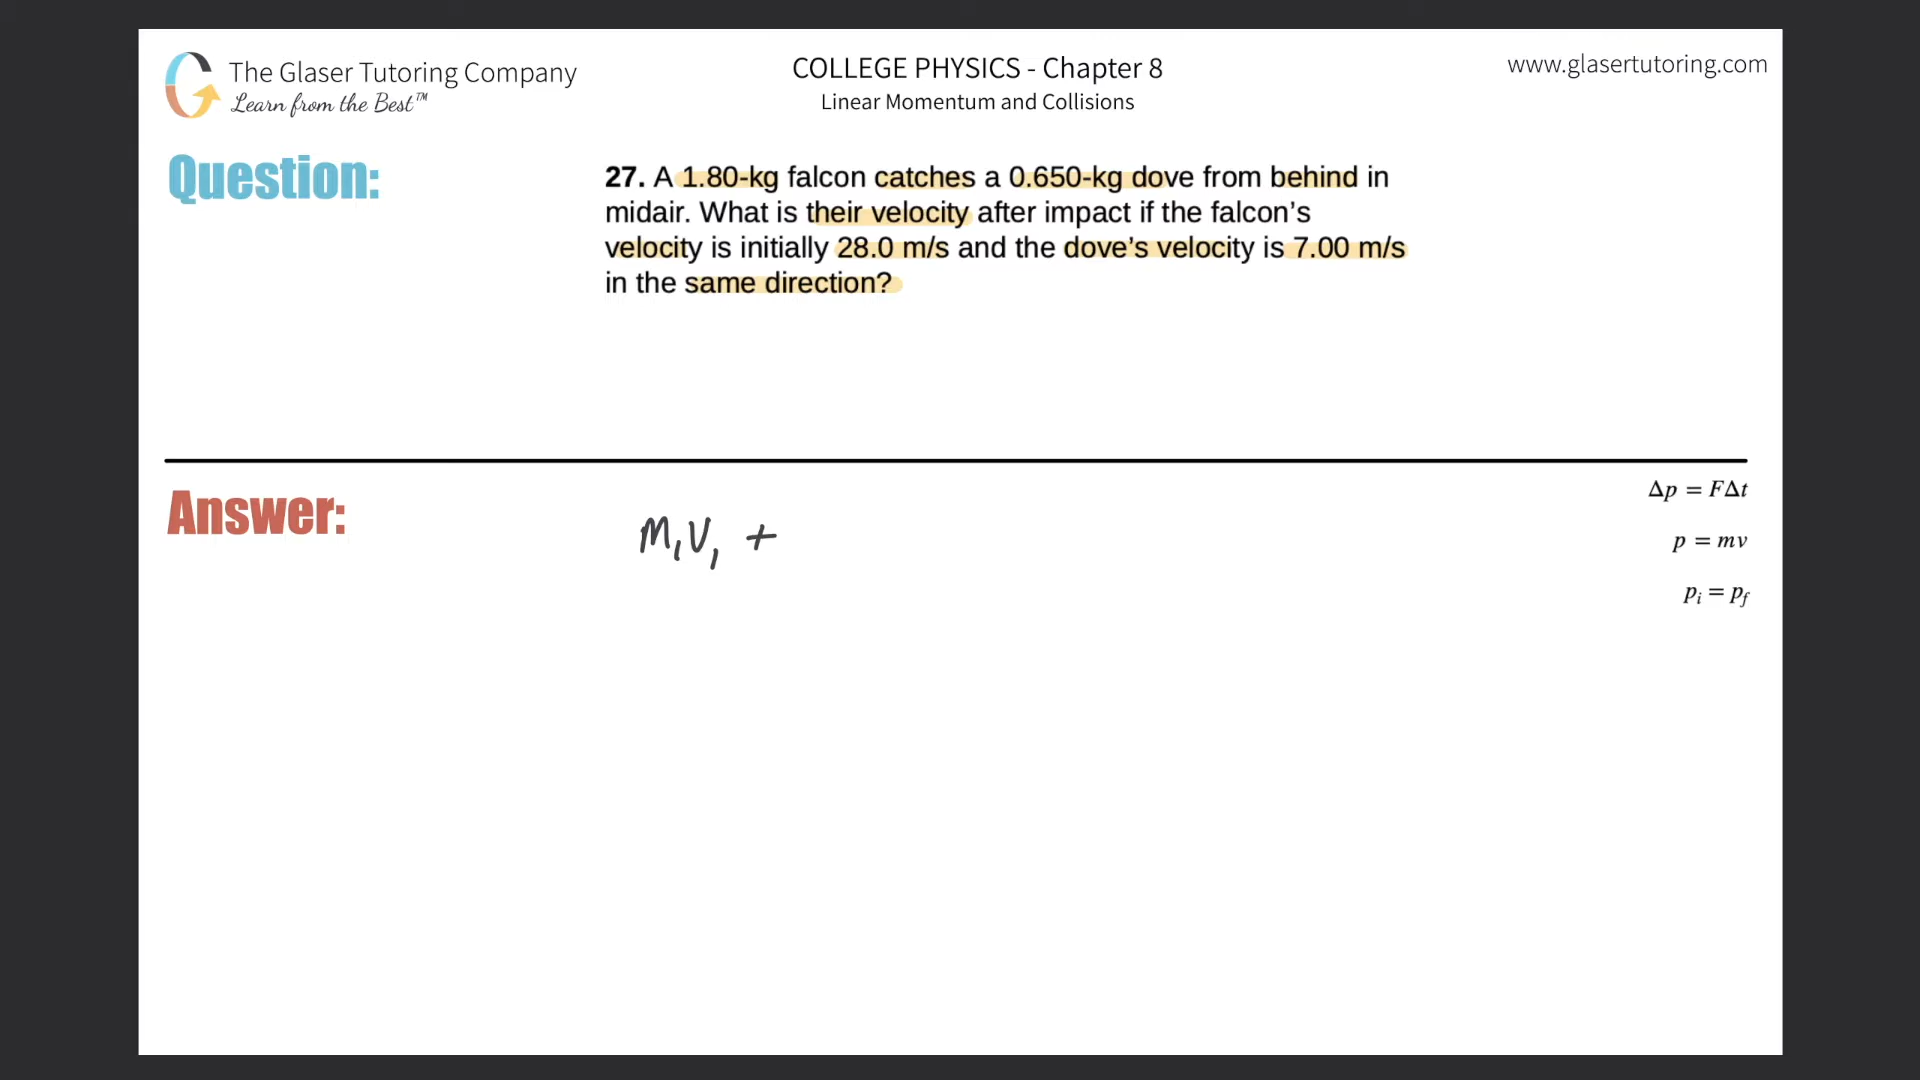 The Glaser Tutoring Company
Learn from the Best™
COLLEGE PHYSICS - Chapter 8
Linear Momentum and Collisions
www.glasertutoring.com
Question:
27. A 1.80-kg falcon catches a 0.650-kg dove from behind in
midair. What is their velocity after impact if the falcon’s
velocity is initially 28.0 m/s and the dove’s velocity is 7.00 m/s
in the same direction?
Answer:
m₁v₁ +
Δp = FΔt
p = mv
pᵢ = p_f